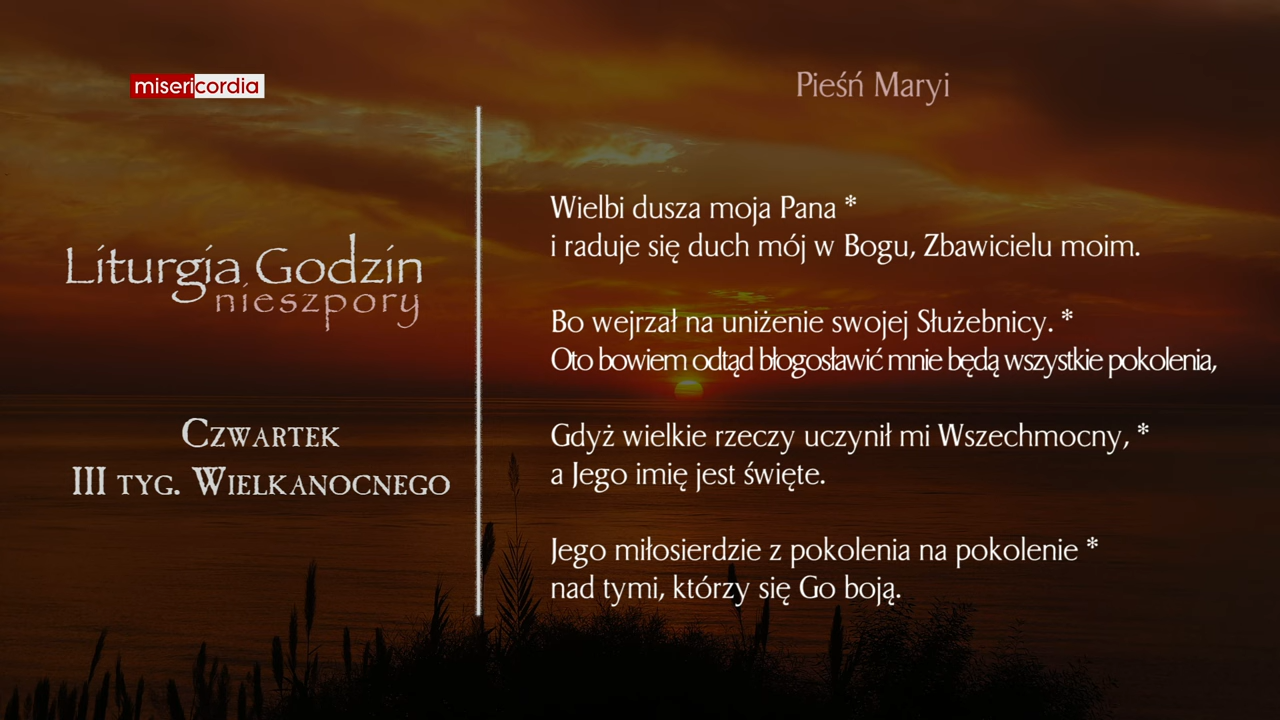 misericordia
Liturgia Godzin
nieszpory
Czwartek
III tyg. Wielkanocnego
Pieśń Maryi
Wielbi dusza moja Pana *
i raduje się duch mój w Bogu, Zbawicielu moim.
Bo wejrzał na uniżenie swojej Służebnicy. *
Oto bowiem odtąd błogosławić mnie będą wszystkie pokolenia,
Gdyż wielkie rzeczy uczynił mi Wszechmocny, *
a Jego imię jest święte.
Jego miłosierdzie z pokolenia na pokolenie *
nad tymi, którzy się Go boją.